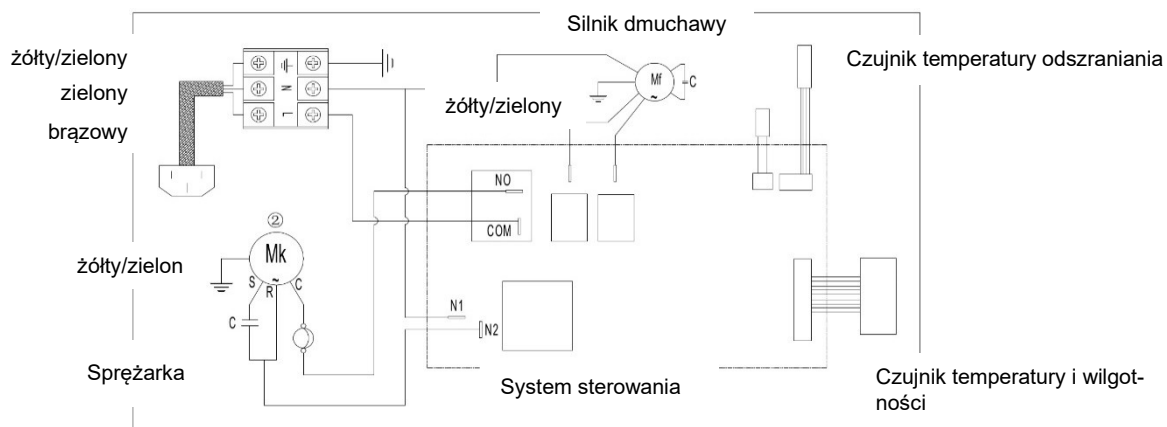 Silnik dmuchawy
żółty/zielony
zielony
brązowy
N
L
Mf
~
C
żółty/zielony
Czujnik temperatury odszraniania
NO
COM
②
Mk
~
S
R
C
C
żółty/zielon
N1
N2
Sprężarka
System sterowania
Czujnik temperatury i wilgot-
ności